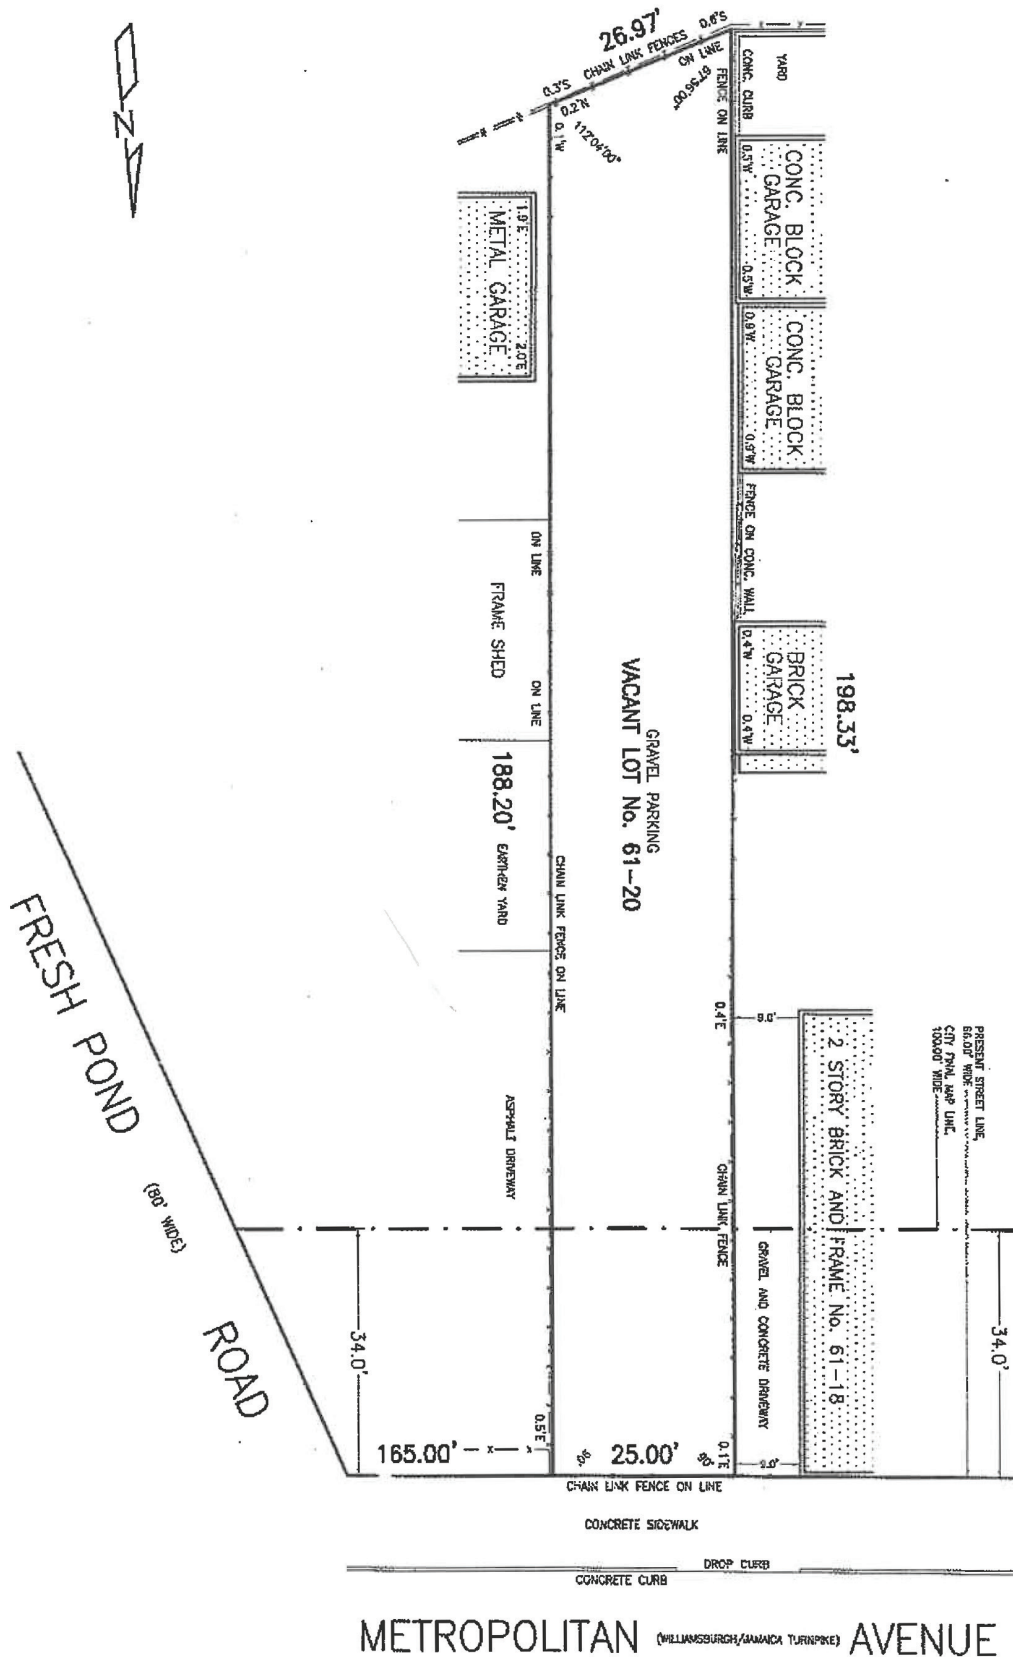 N
26.97'
0.6'S
CHAIN LINK FENCES
ON LINE
0.3'S
0.2'N
0.1'W
112°04'00"
67°56'00"
FENCE ON LINE
CONC. CURB
YARD
0.5'W
CONC. BLOCK
GARAGE
0.5'W
0.9'W
CONC. BLOCK
GARAGE
0.9'W
FENCE ON CONC. WALL
0.4'W
BRICK
GARAGE
0.4'W
198.33'
1.9'E
METAL GARAGE
2.0'E
ON LINE
FRAME SHED
ON LINE
188.20'
EARTHEN YARD
CHAIN LINK FENCE ON LINE
GRAVEL PARKING
VACANT LOT No. 61-20
ASPHALT DRIVEWAY
0.4'E
9.0'
2 STORY BRICK AND FRAME No. 61-18
PRESENT STREET LINE,
66.00' WIDE
CITY FINAL MAP LINE,
100.00' WIDE
CHAIN LINK FENCE
GRAVEL AND CONCRETE DRIVEWAY
34.0'
34.0'
FRESH POND
(80' WIDE)
ROAD
0.5'E
0.1'E
165.00'
90°
25.00'
90°
9.0'
CHAIN LINK FENCE ON LINE
CONCRETE SIDEWALK
DROP CURB
CONCRETE CURB
METROPOLITAN (WILLIAMSBURGH/JAMAICA TURNPIKE) AVENUE